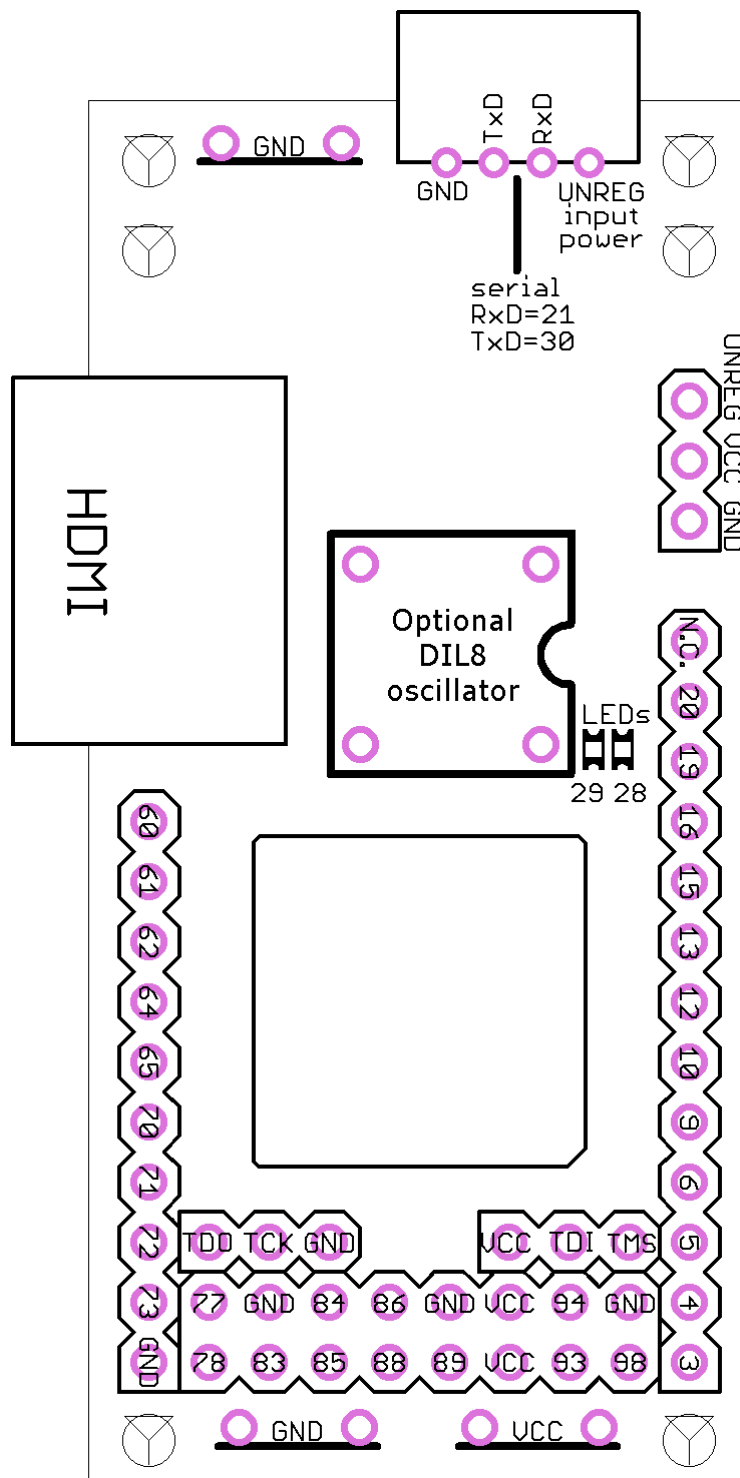 TxD
RxD
GND
GND
UNREG
input
power
serial
RxD=21
TxD=30
UNREG VCC GND
HDMI
Optional
DIL8
oscillator
LEDs
29 28
N.C.
20
19
16
15
13
12
10
9
6
5
4
3
60
61
62
64
65
70
71
72
73
GND
TDO TCK GND
VCC TDI TMS
77 GND 84 86 GND VCC 94 GND
78 83 85 88 89 VCC 93 98
GND
VCC